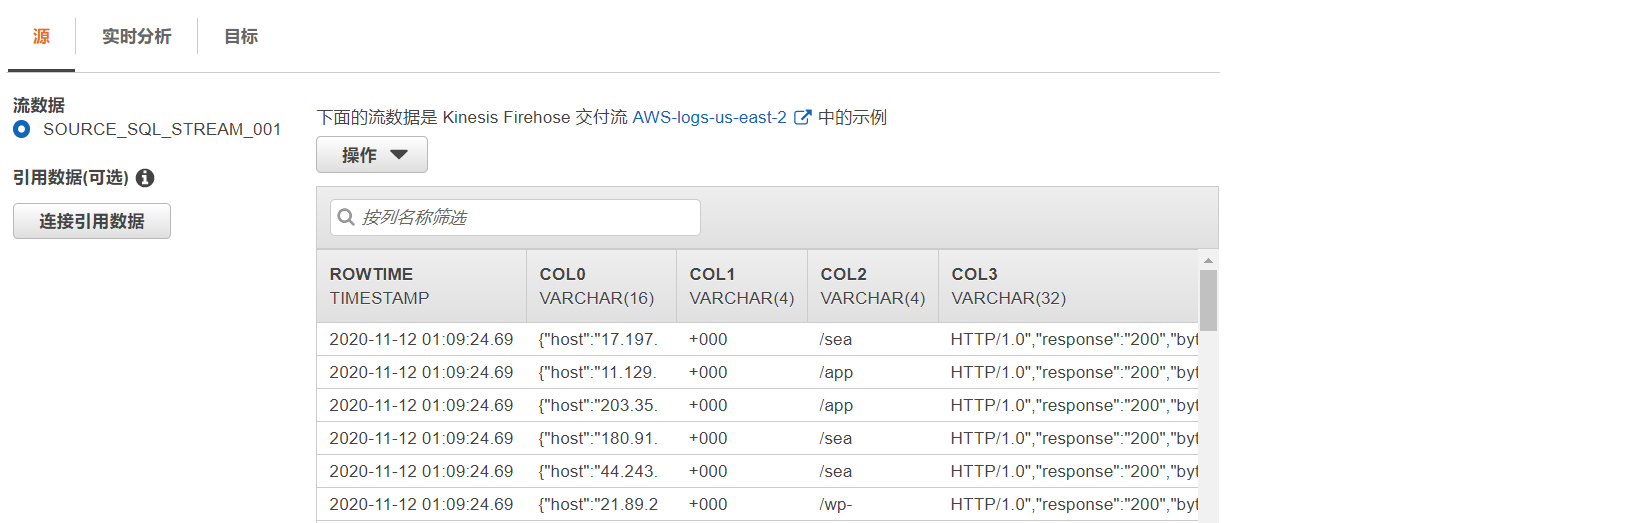 源 实时分析 目标
流数据
SOURCE_SQL_STREAM_001
引用数据(可选)
连接引用数据
下面的流数据是 Kinesis Firehose 交付流 AWS-logs-us-east-2 中的示例
操作
按列名称筛选
ROWTIME COL0 COL1 COL2 COL3
TIMESTAMP VARCHAR(16) VARCHAR(4) VARCHAR(4) VARCHAR(32)
2020-11-12 01:09:24.69 {"host":"17.197. +000 /sea HTTP/1.0","response":"200","byt
2020-11-12 01:09:24.69 {"host":"11.129. +000 /app HTTP/1.0","response":"200","byt
2020-11-12 01:09:24.69 {"host":"203.35. +000 /app HTTP/1.0","response":"200","byt
2020-11-12 01:09:24.69 {"host":"180.91. +000 /sea HTTP/1.0","response":"200","byt
2020-11-12 01:09:24.69 {"host":"44.243. +000 /sea HTTP/1.0","response":"200","byt
2020-11-12 01:09:24.69 {"host":"21.89.2 +000 /wp- HTTP/1.0","response":"200","byt